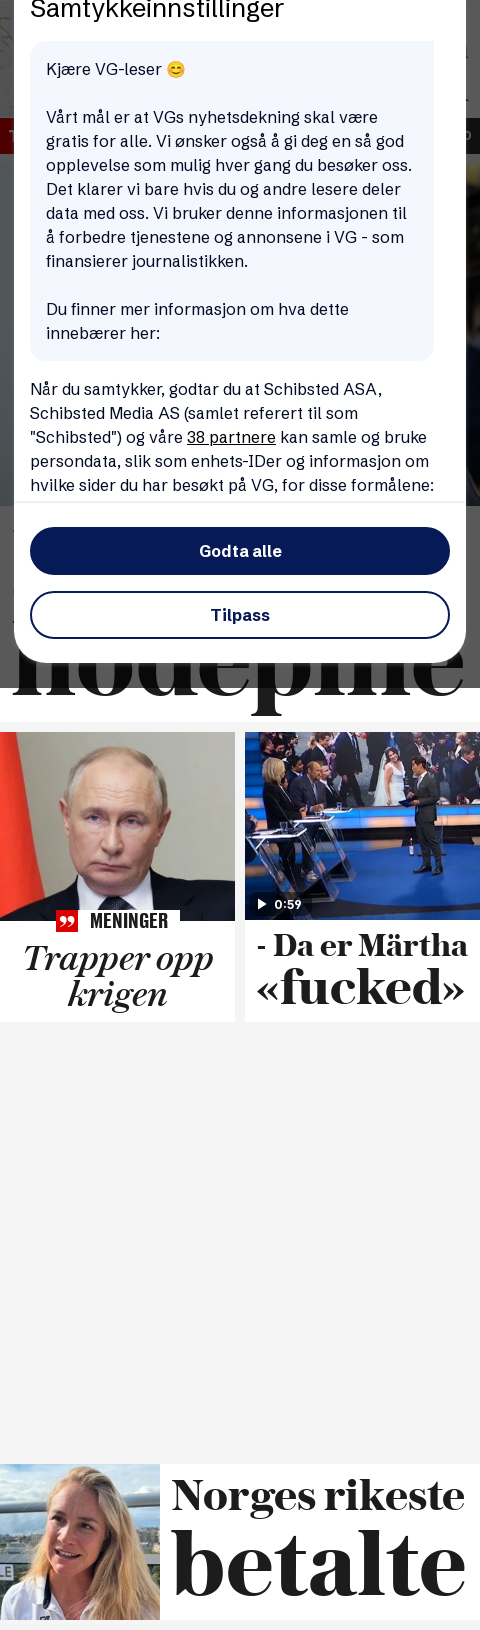 Samtykkeinnstillinger
Kjære VG-leser 😊
Vårt mål er at VGs nyhetsdekning skal være
gratis for alle. Vi ønsker også å gi deg en så god
opplevelse som mulig hver gang du besøker oss.
Det klarer vi bare hvis du og andre lesere deler
data med oss. Vi bruker denne informasjonen til
å forbedre tjenestene og annonsene i VG - som
finansierer journalistikken.
Du finner mer informasjon om hva dette
innebærer her:
Når du samtykker, godtar du at Schibsted ASA,
Schibsted Media AS (samlet referert til som
"Schibsted") og våre 38 partnere kan samle og bruke
persondata, slik som enhets-IDer og informasjon om
hvilke sider du har besøkt på VG, for disse formålene:
Godta alle
Tilpass
0:59
MENINGER
Trapper opp
krigen
- Da er Märtha
«fucked»
Norges rikeste
betalte